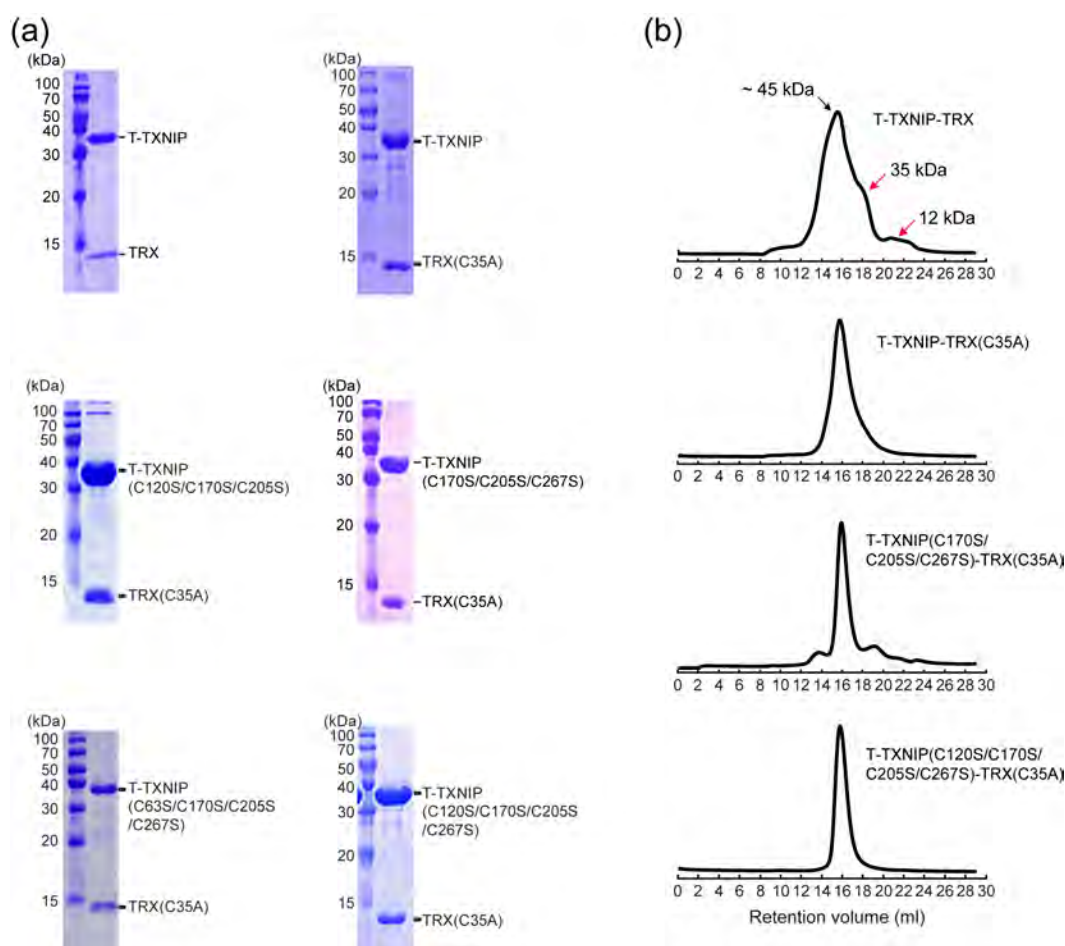 (a)
(kDa)
100
70
50
40
30
20
15
T-TXNIP
TRX
(kDa)
100
70
50
40
30
20
15
T-TXNIP
TRX(C35A)
(kDa)
100
70
50
40
30
20
15
T-TXNIP
(C120S/C170S/C205S)
TRX(C35A)
(kDa)
100
70
50
40
30
20
15
T-TXNIP
(C170S/C205S/C267S)
TRX(C35A)
(kDa)
100
70
50
40
30
20
15
T-TXNIP
(C63S/C170S/C205S
/C267S)
TRX(C35A)
(kDa)
100
70
50
40
30
20
15
T-TXNIP
(C120S/C170S/C205S
/C267S)
TRX(C35A)
(b)
~ 45 kDa
T-TXNIP-TRX
35 kDa
12 kDa
0 2 4 6 8 10 12 14 16 18 20 22 24 26 28 30
T-TXNIP-TRX(C35A)
0 2 4 6 8 10 12 14 16 18 20 22 24 26 28 30
T-TXNIP(C170S/
C205S/C267S)-TRX(C35A)
0 2 4 6 8 10 12 14 16 18 20 22 24 26 28 30
T-TXNIP(C120S/C170S/
C205S/C267S)-TRX(C35A)
0 2 4 6 8 10 12 14 16 18 20 22 24 26 28 30
Retention volume (ml)